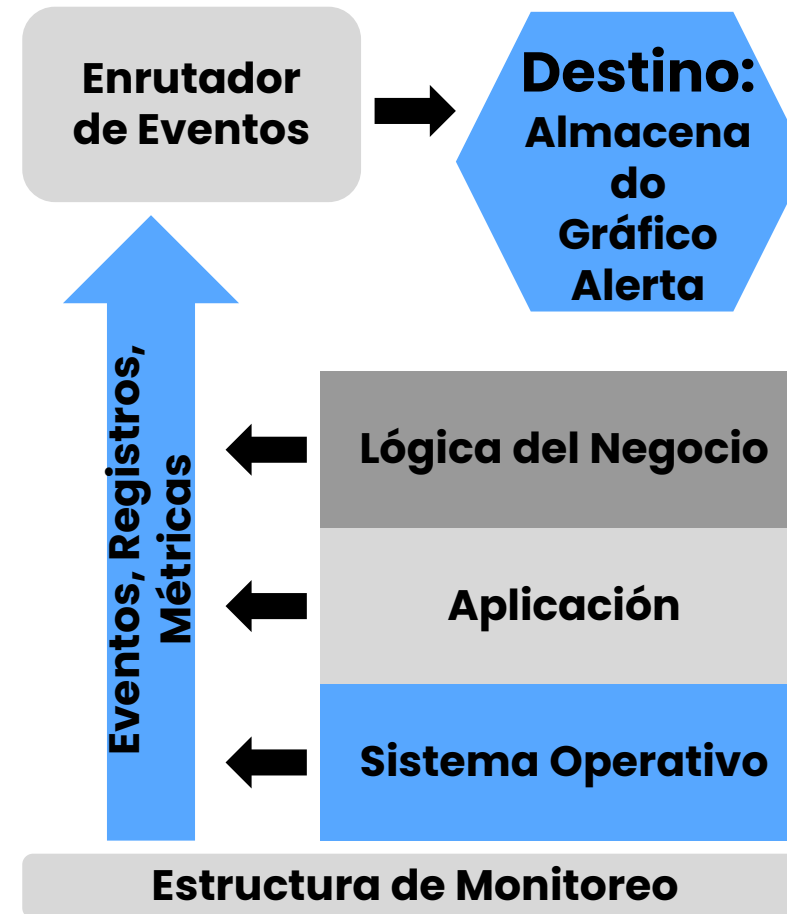 Enrutador
de Eventos
Destino:
Almacena
do
Gráfico
Alerta
Eventos, Registros,
Métricas
Lógica del Negocio
Aplicación
Sistema Operativo
Estructura de Monitoreo